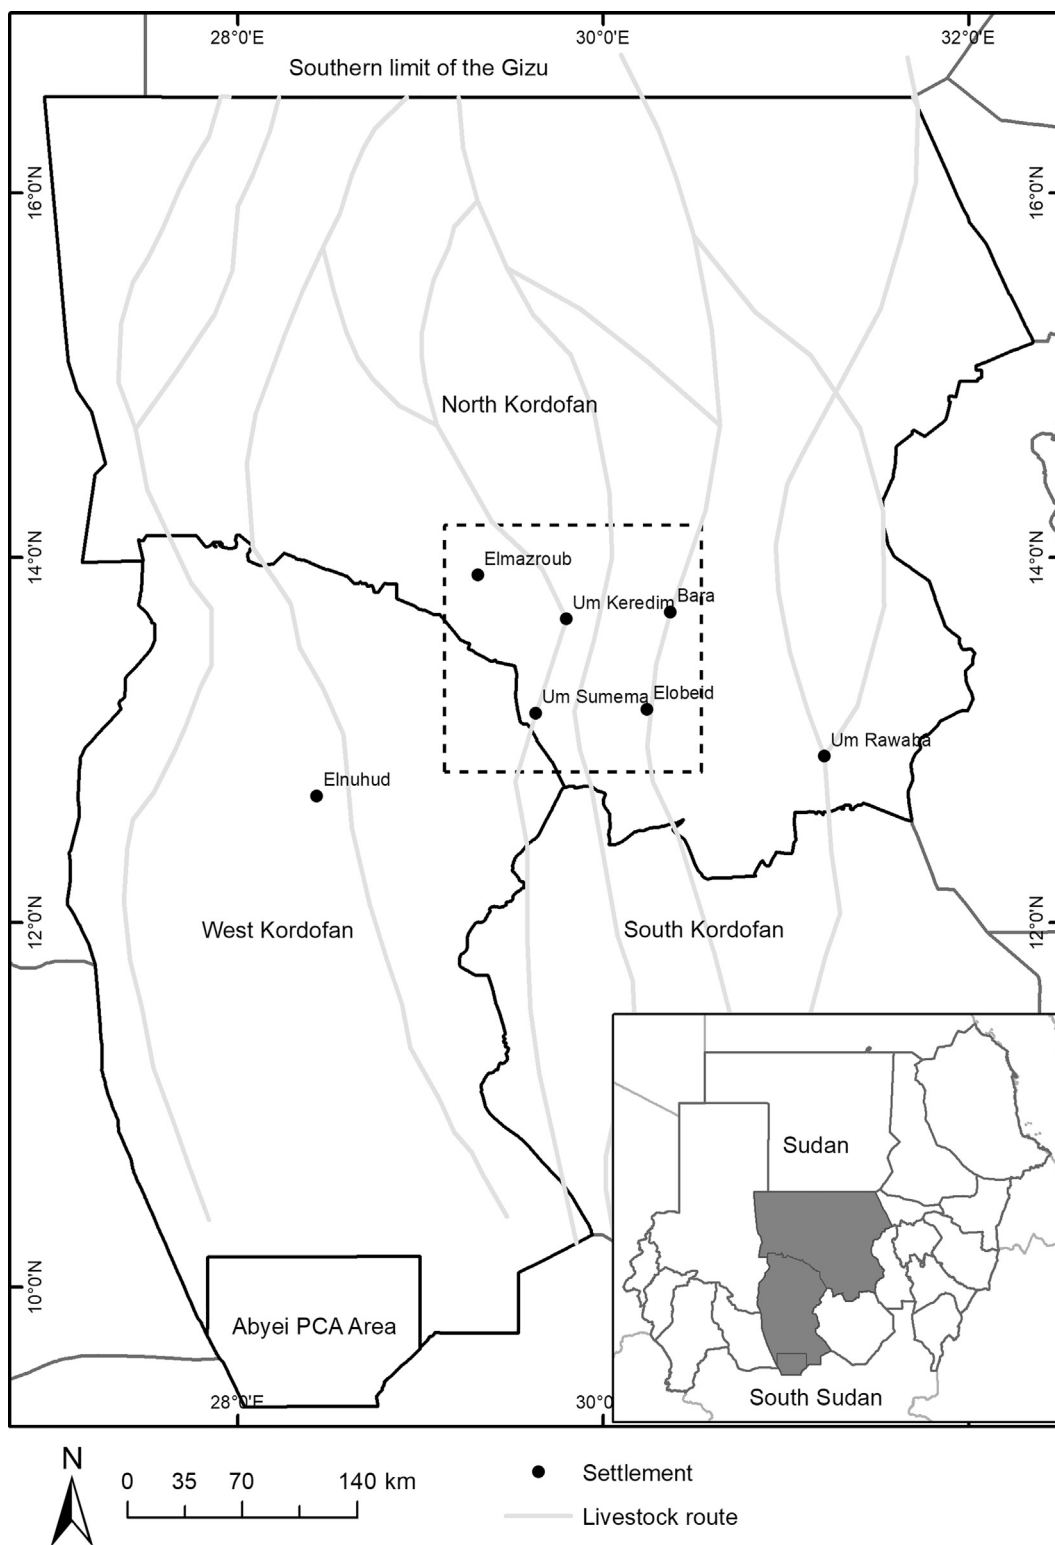 28°0'E
30°0'E
32°0'E
Southern limit of the Gizu
16°0'N
16°0'N
North Kordofan
14°0'N
14°0'N
Elmazroub
Um Keredim
Bara
Um Sumema
Elobeid
Um Rawaba
Elnuhud
12°0'N
12°0'N
West Kordofan
South Kordofan
Sudan
10°0'N
Abyei PCA Area
South Sudan
28°0'E
30°0
N
0 35 70 140 km
Settlement
Livestock route